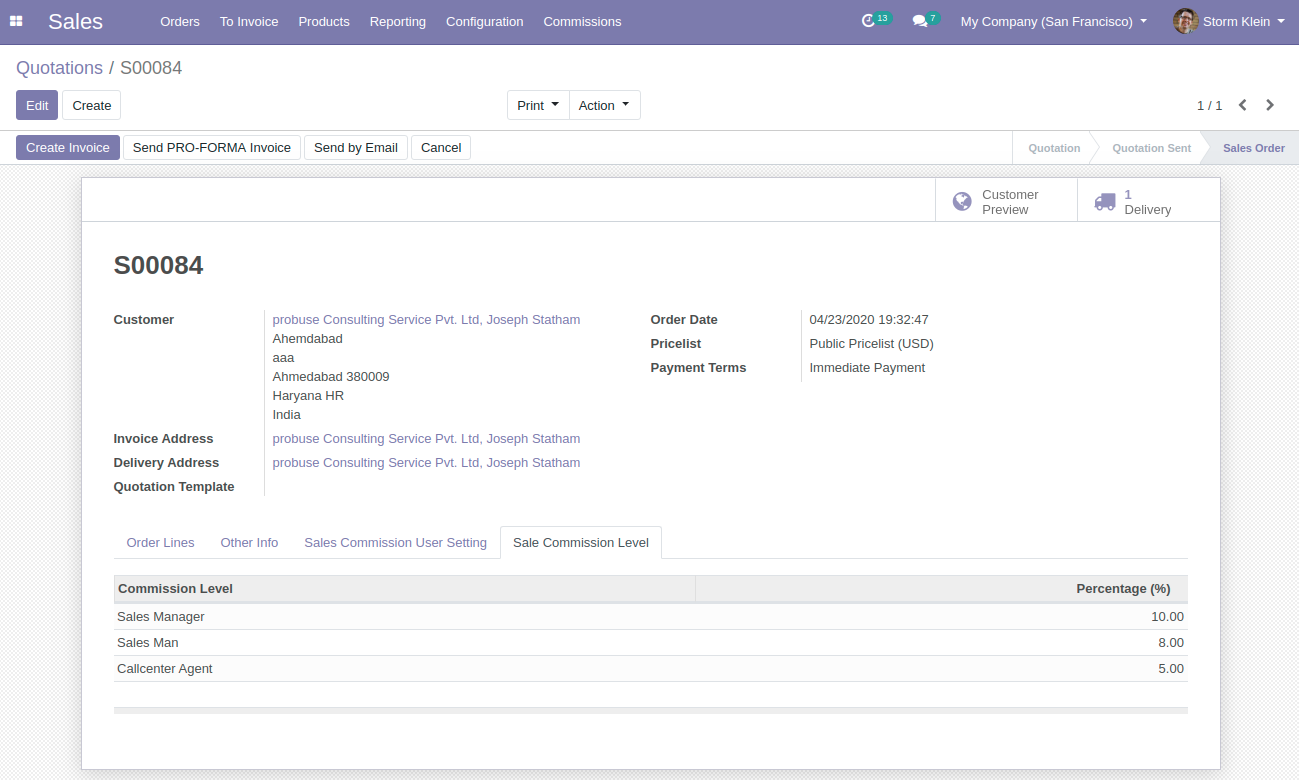 Sales Orders To Invoice Products Reporting Configuration Commissions 13 7 My Company (San Francisco) Storm Klein
Quotations / S00084
Edit Create Print Action 1 / 1
Create Invoice Send PRO-FORMA Invoice Send by Email Cancel Quotation Quotation Sent Sales Order
Customer Preview 1 Delivery
S00084
Customer probuse Consulting Service Pvt. Ltd, Joseph Statham Order Date 04/23/2020 19:32:47
Ahemdabad
aaa Pricelist Public Pricelist (USD)
Ahmedabad 380009 Payment Terms Immediate Payment
Haryana HR
India
Invoice Address probuse Consulting Service Pvt. Ltd, Joseph Statham
Delivery Address probuse Consulting Service Pvt. Ltd, Joseph Statham
Quotation Template
Order Lines Other Info Sales Commission User Setting Sale Commission Level
Commission Level Percentage (%)
Sales Manager 10.00
Sales Man 8.00
Callcenter Agent 5.00